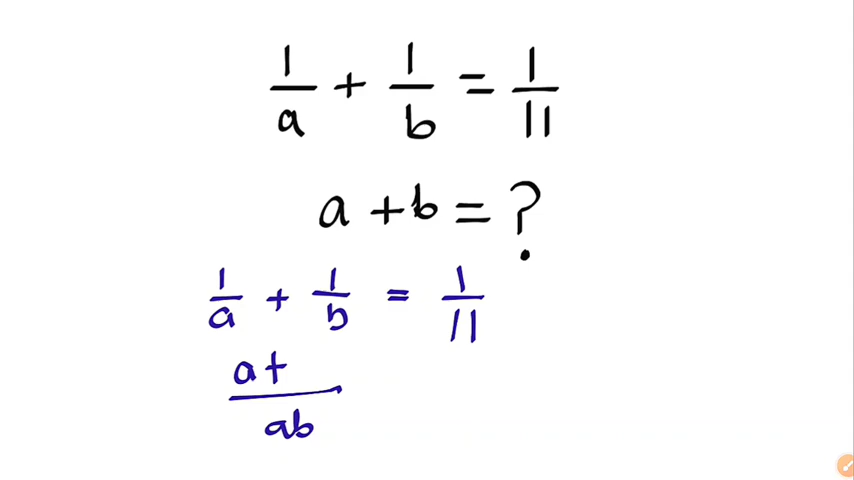 1/a + 1/b = 1/11
a + b = ?
1/a + 1/b = 1/11
a+ / ab